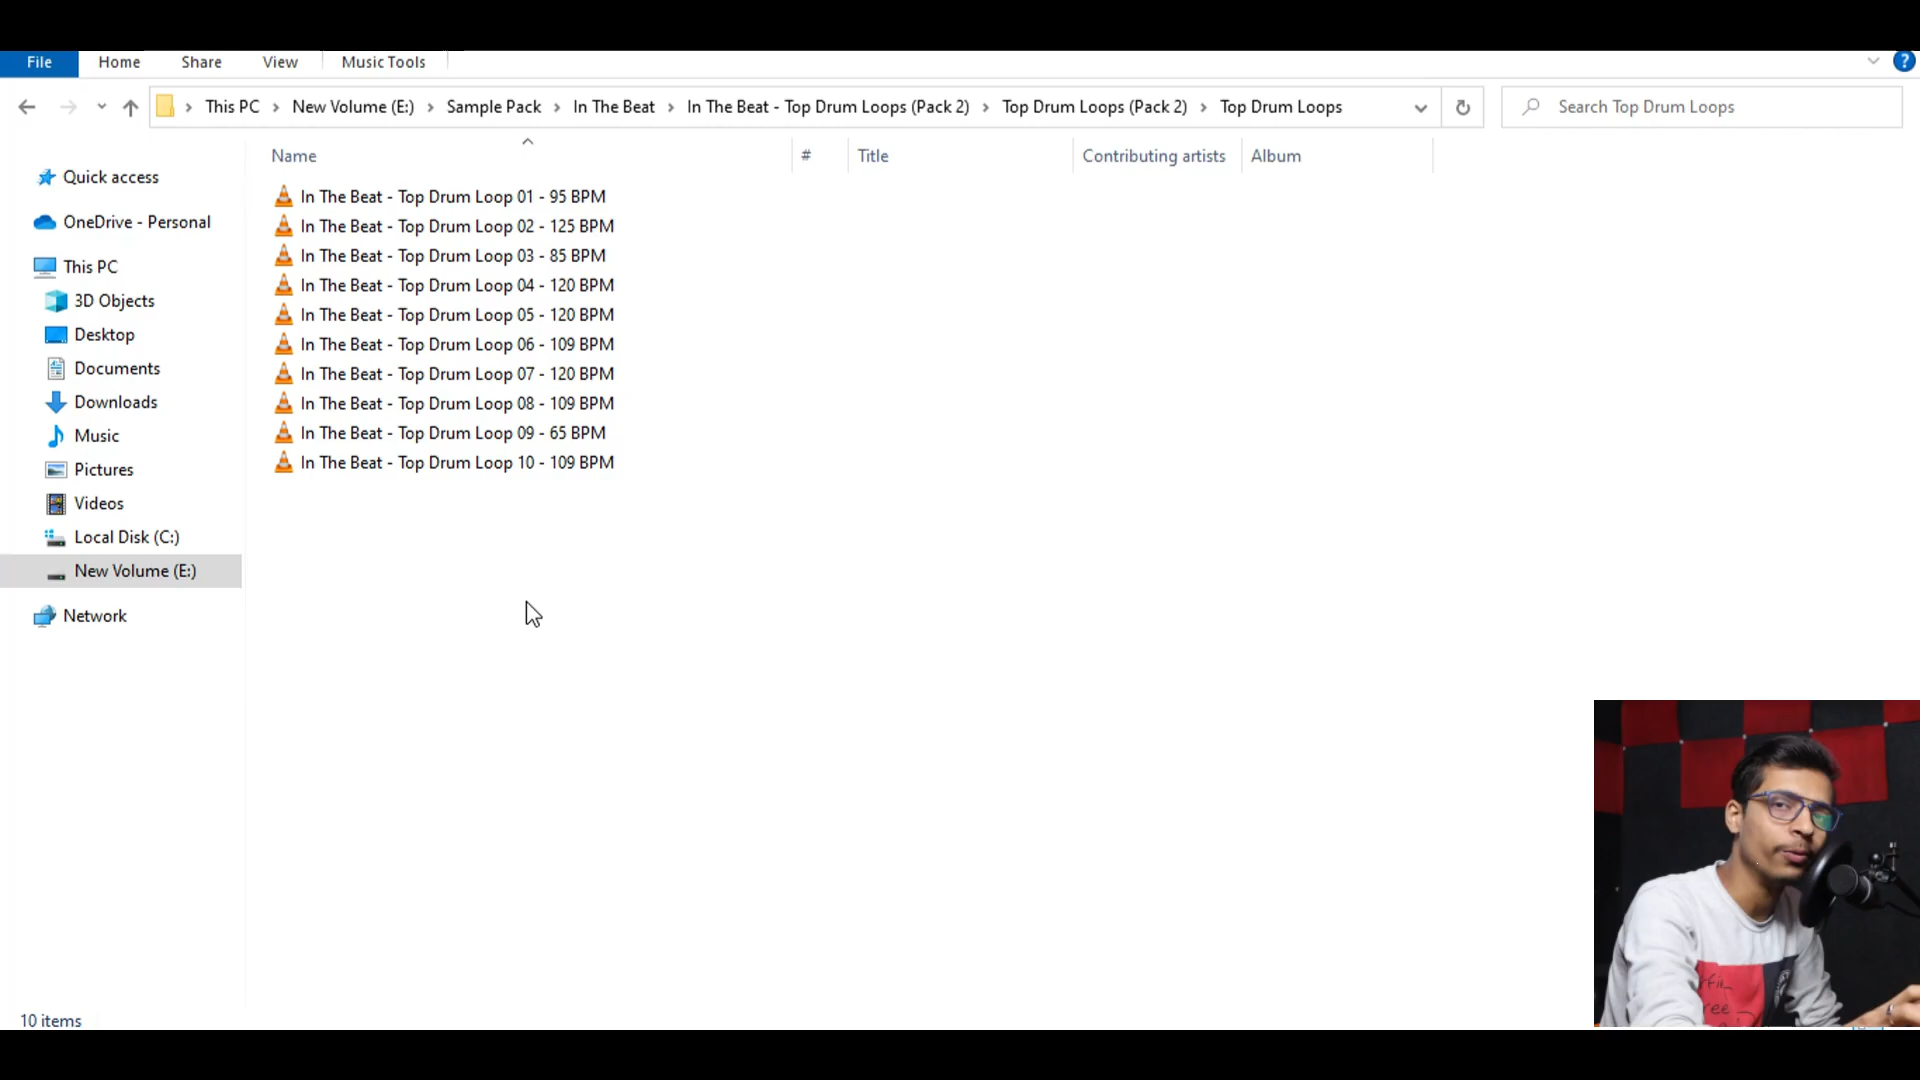 File Home Share View Music Tools
This PC New Volume (E:) Sample Pack In The Beat In The Beat - Top Drum Loops (Pack 2) Top Drum Loops (Pack 2) Top Drum Loops Search Top Drum Loops
Name # Title Contributing artists Album
Quick access
OneDrive - Personal
This PC
3D Objects
Desktop
Documents
Downloads
Music
Pictures
Videos
Local Disk (C:)
New Volume (E:)
Network
In The Beat - Top Drum Loop 01 - 95 BPM
In The Beat - Top Drum Loop 02 - 125 BPM
In The Beat - Top Drum Loop 03 - 85 BPM
In The Beat - Top Drum Loop 04 - 120 BPM
In The Beat - Top Drum Loop 05 - 120 BPM
In The Beat - Top Drum Loop 06 - 109 BPM
In The Beat - Top Drum Loop 07 - 120 BPM
In The Beat - Top Drum Loop 08 - 109 BPM
In The Beat - Top Drum Loop 09 - 65 BPM
In The Beat - Top Drum Loop 10 - 109 BPM
10 items